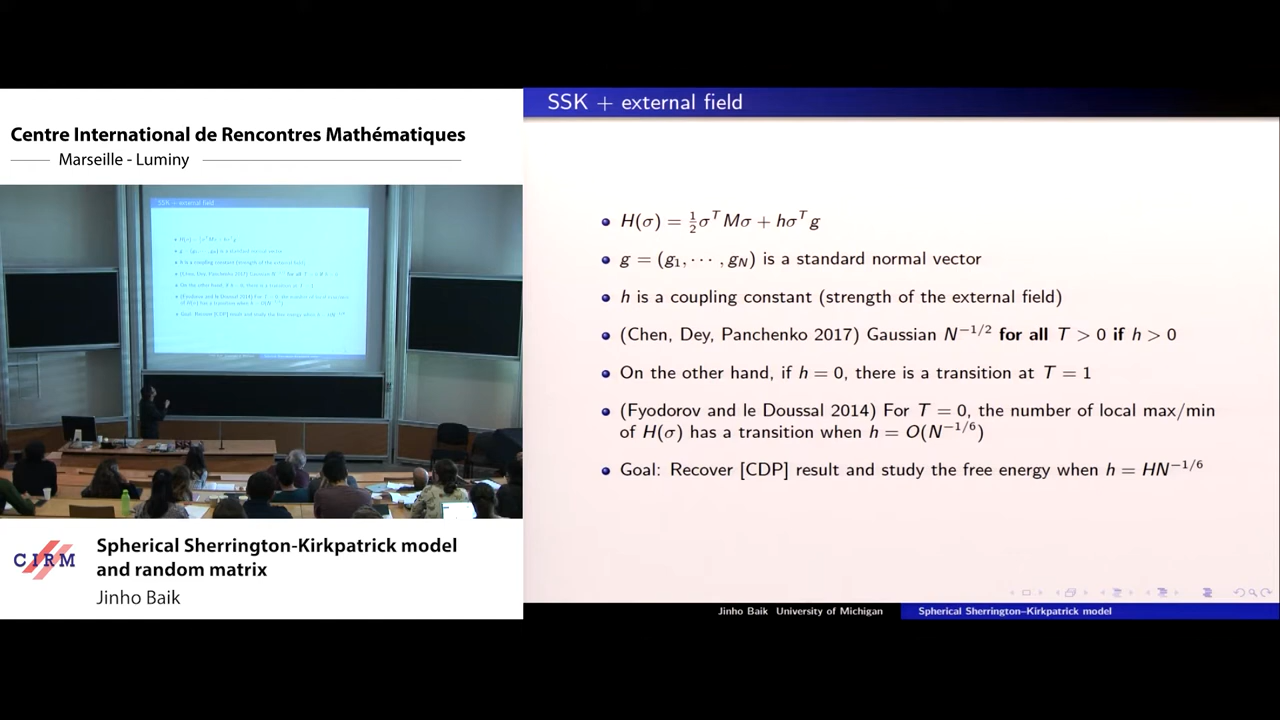 Centre International de Rencontres Mathématiques
Marseille - Luminy
SSK + external field
H(σ) = ½σᵀMσ + hσᵀg
g = (g₁, ⋯ , g_N) is a standard normal vector
h is a coupling constant (strength of the external field)
(Chen, Dey, Panchenko 2017) Gaussian N^{−1/2} for all T > 0 if h > 0
On the other hand, if h = 0, there is a transition at T = 1
(Fyodorov and le Doussal 2014) For T = 0, the number of local max/min
of H(σ) has a transition when h = O(N^{−1/6})
Goal: Recover [CDP] result and study the free energy when h = HN^{−1/6}
CIRM
Spherical Sherrington-Kirkpatrick model
and random matrix
Jinho Baik
Jinho Baik University of Michigan
Spherical Sherrington–Kirkpatrick model